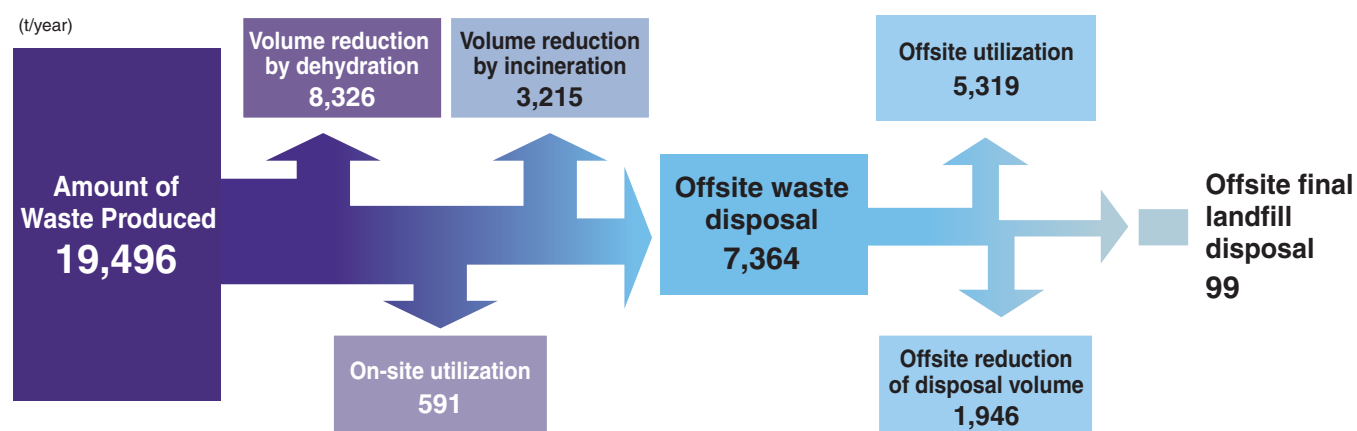 (t/year)
Amount of
Waste Produced
19,496
Volume reduction
by dehydration
8,326
Volume reduction
by incineration
3,215
On-site utilization
591
Offsite waste
disposal
7,364
Offsite utilization
5,319
Offsite reduction
of disposal volume
1,946
Offsite final
landfill
disposal
99